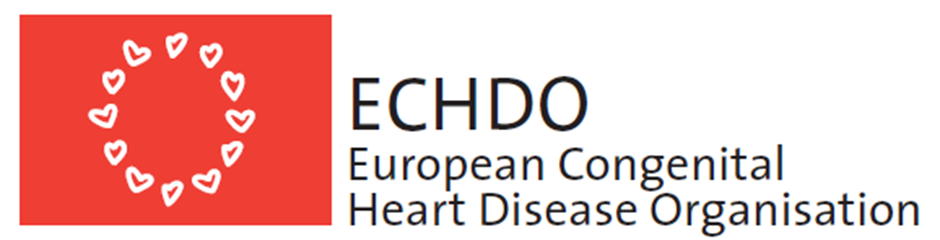 ECHDO
European Congenital
Heart Disease Organisation